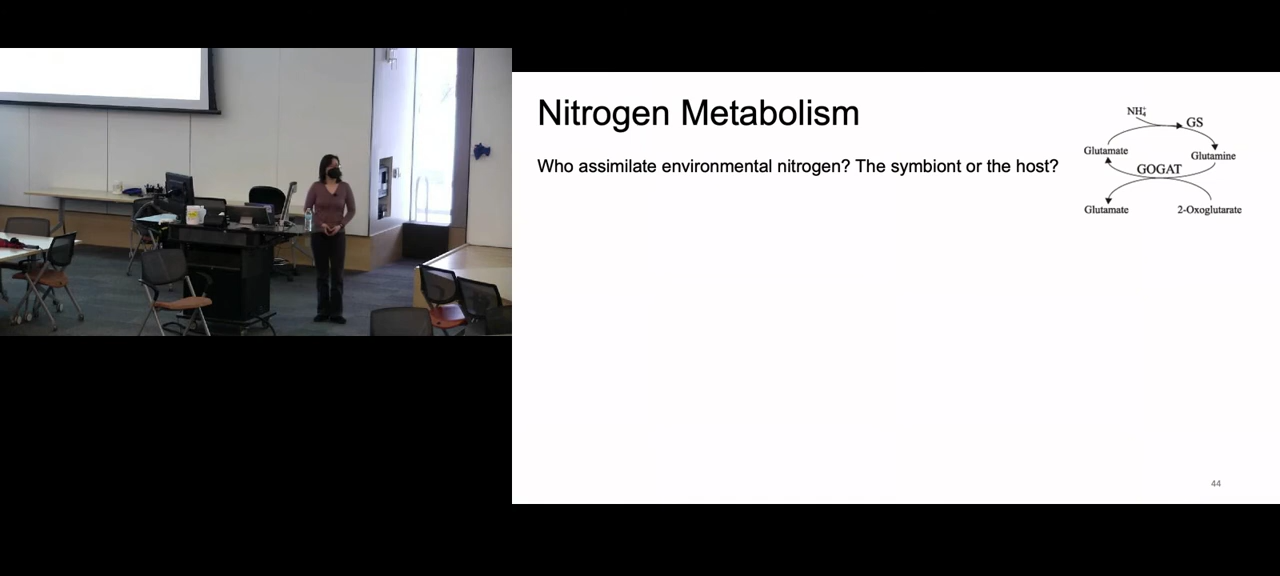 Nitrogen Metabolism
Who assimilate environmental nitrogen? The symbiont or the host?
NH₄⁺
GS
Glutamate
Glutamine
GOGAT
Glutamate
2-Oxoglutarate
44